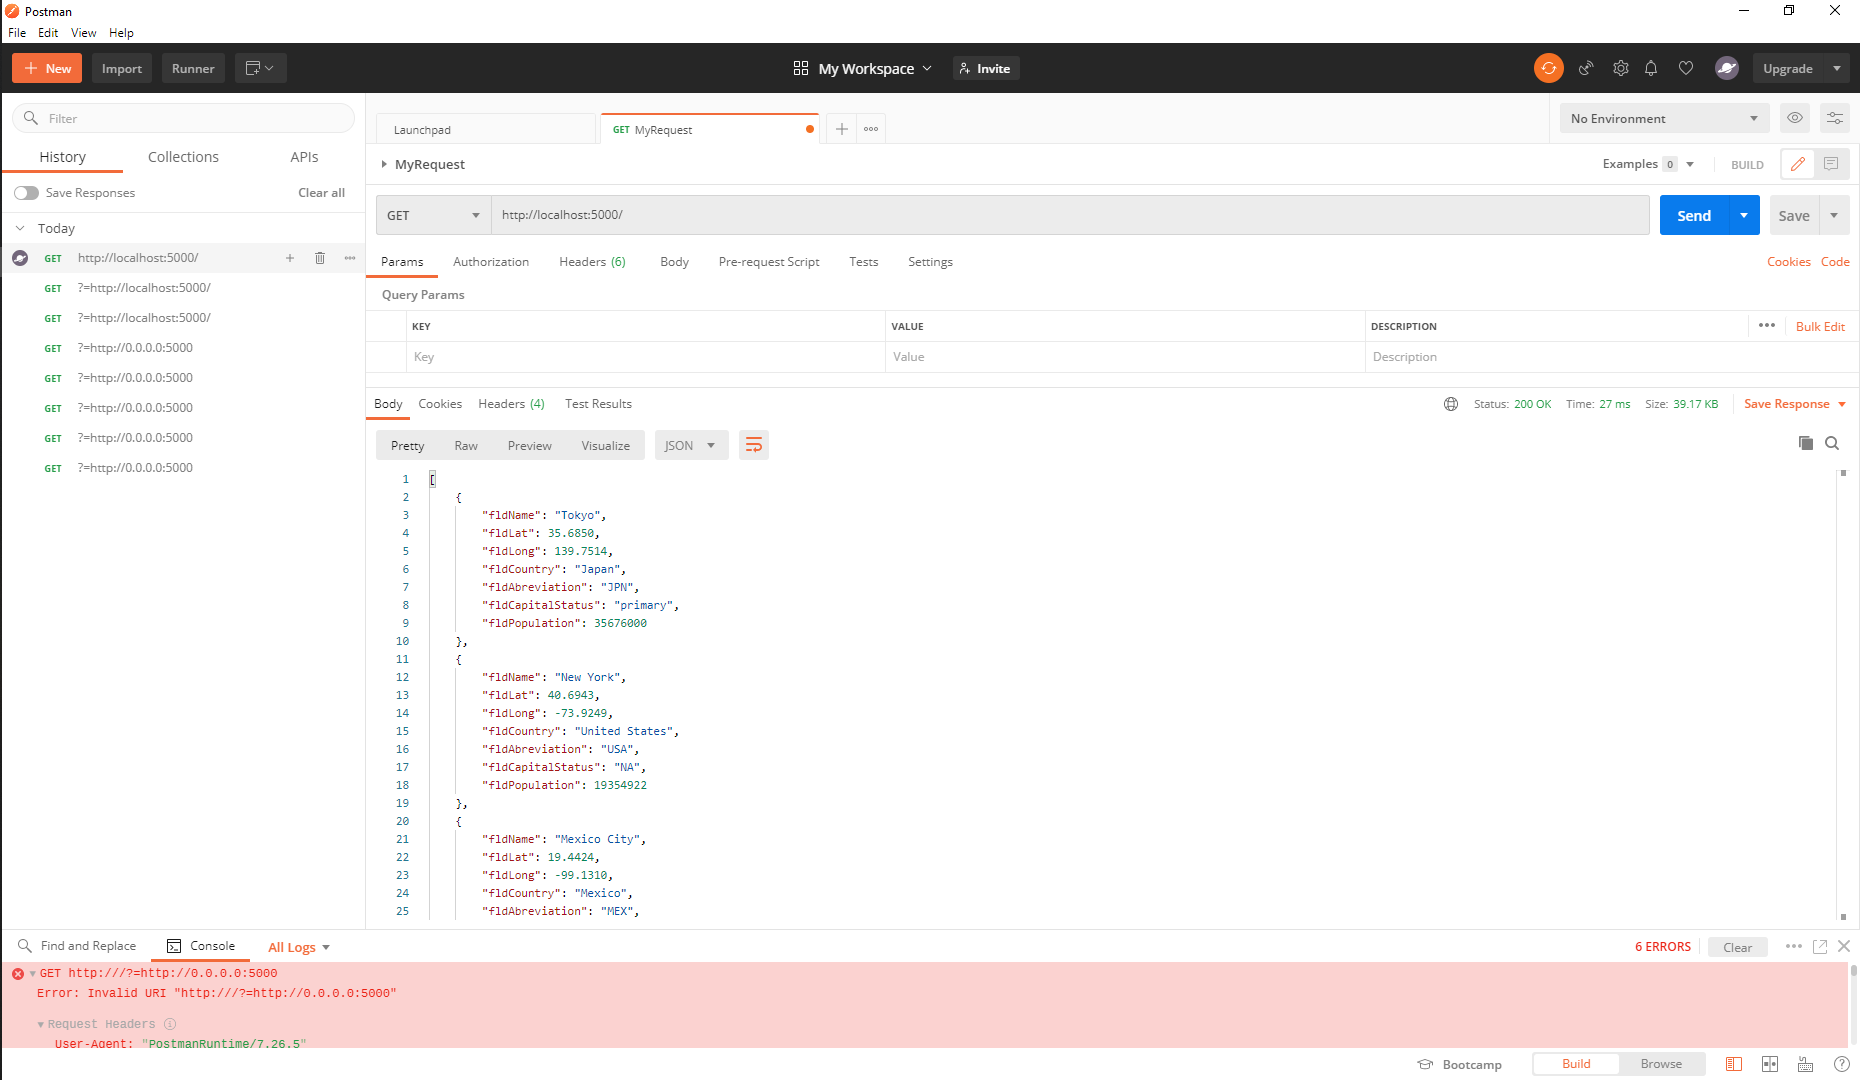 Postman
File Edit View Help
New Import Runner My Workspace Invite Upgrade
Filter
History Collections APIs
Save Responses Clear all
Today
GET http://localhost:5000/
GET ?=http://localhost:5000/
GET ?=http://localhost:5000/
GET ?=http://0.0.0.0:5000
GET ?=http://0.0.0.0:5000
GET ?=http://0.0.0.0:5000
GET ?=http://0.0.0.0:5000
GET ?=http://0.0.0.0:5000
Launchpad GET MyRequest No Environment
MyRequest Examples 0 BUILD
GET http://localhost:5000/ Send Save
Params Authorization Headers (6) Body Pre-request Script Tests Settings Cookies Code
Query Params
KEY VALUE DESCRIPTION Bulk Edit
Key Value Description
Body Cookies Headers (4) Test Results Status: 200 OK Time: 27 ms Size: 39.17 KB Save Response
Pretty Raw Preview Visualize JSON
1 [
2 {
3 "fldName": "Tokyo",
4 "fldLat": 35.6850,
5 "fldLong": 139.7514,
6 "fldCountry": "Japan",
7 "fldAbreviation": "JPN",
8 "fldCapitalStatus": "primary",
9 "fldPopulation": 35676000
10 },
11 {
12 "fldName": "New York",
13 "fldLat": 40.6943,
14 "fldLong": -73.9249,
15 "fldCountry": "United States",
16 "fldAbreviation": "USA",
17 "fldCapitalStatus": "NA",
18 "fldPopulation": 19354922
19 },
20 {
21 "fldName": "Mexico City",
22 "fldLat": 19.4424,
23 "fldLong": -99.1310,
24 "fldCountry": "Mexico",
25 "fldAbreviation": "MEX",
Find and Replace Console All Logs 6 ERRORS Clear
GET http:///?=http://0.0.0.0:5000
Error: Invalid URI "http:///?=http://0.0.0.0:5000"
Request Headers
User-Agent: "PostmanRuntime/7.26.5"
Bootcamp Build Browse